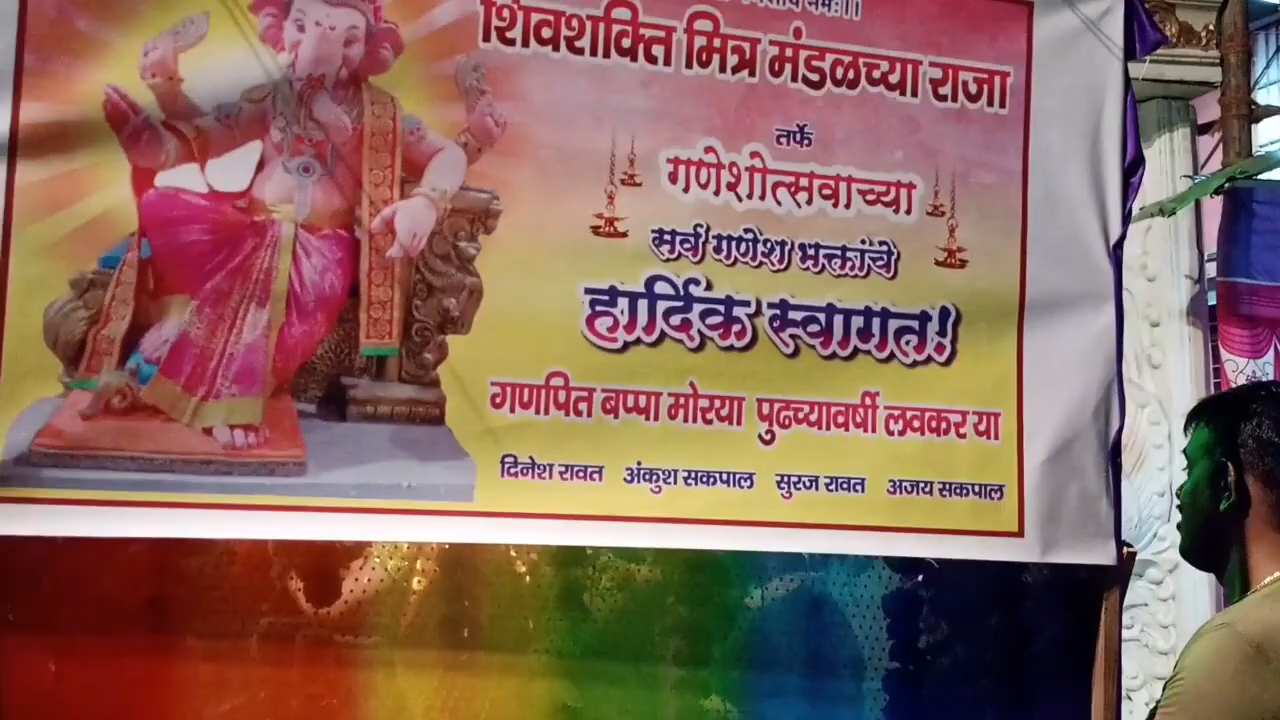 शिवशक्ति मित्र मंडळच्या राजा
तर्फे
गणेशोत्सवाच्या
सर्व गणेश भक्तांचे
हार्दिक स्वागत!
गणपित बप्पा मोरया पुढच्यावर्षी लवकर या
दिनेश रावत अंकुश सकपाल सुरज रावत अजय सकपाल